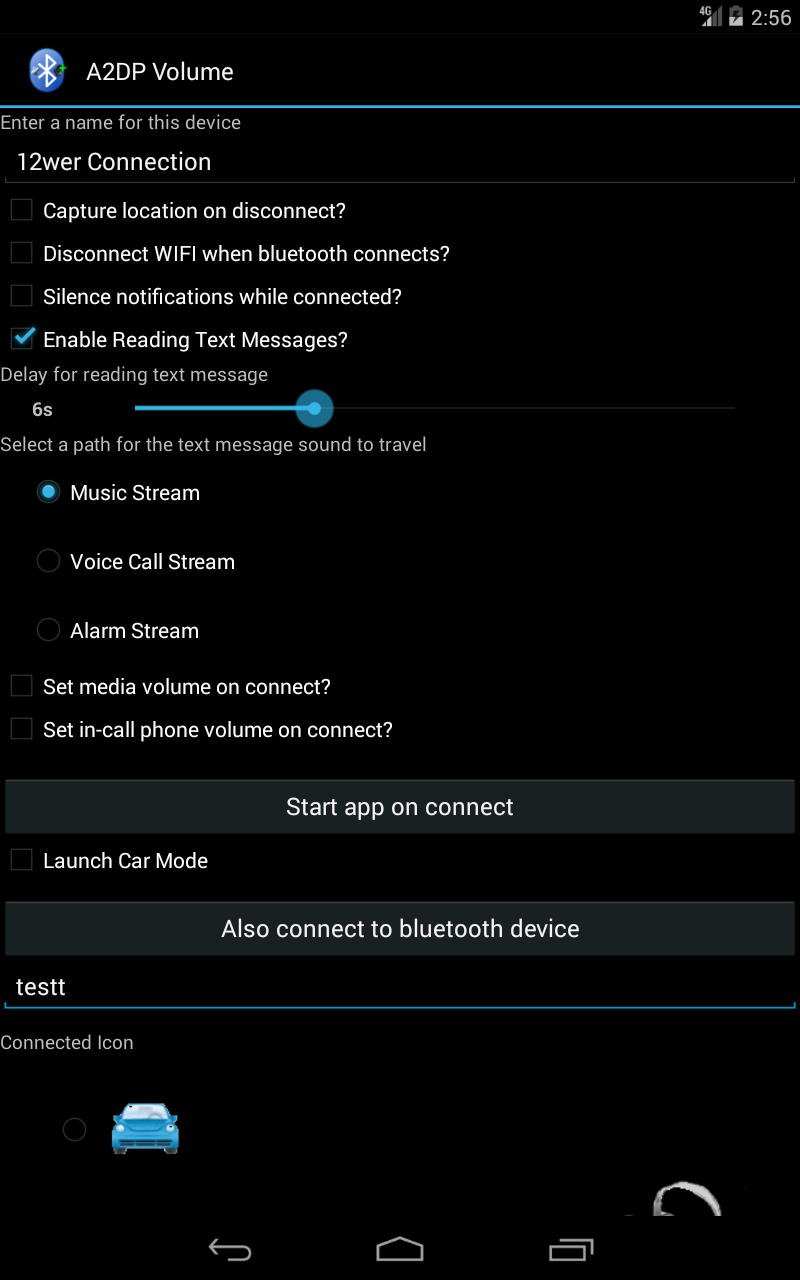 4G 2:56
A2DP Volume
Enter a name for this device
12wer Connection
Capture location on disconnect?
Disconnect WIFI when bluetooth connects?
Silence notifications while connected?
Enable Reading Text Messages?
Delay for reading text message
6s
Select a path for the text message sound to travel
Music Stream
Voice Call Stream
Alarm Stream
Set media volume on connect?
Set in-call phone volume on connect?
Start app on connect
Launch Car Mode
Also connect to bluetooth device
testt
Connected Icon